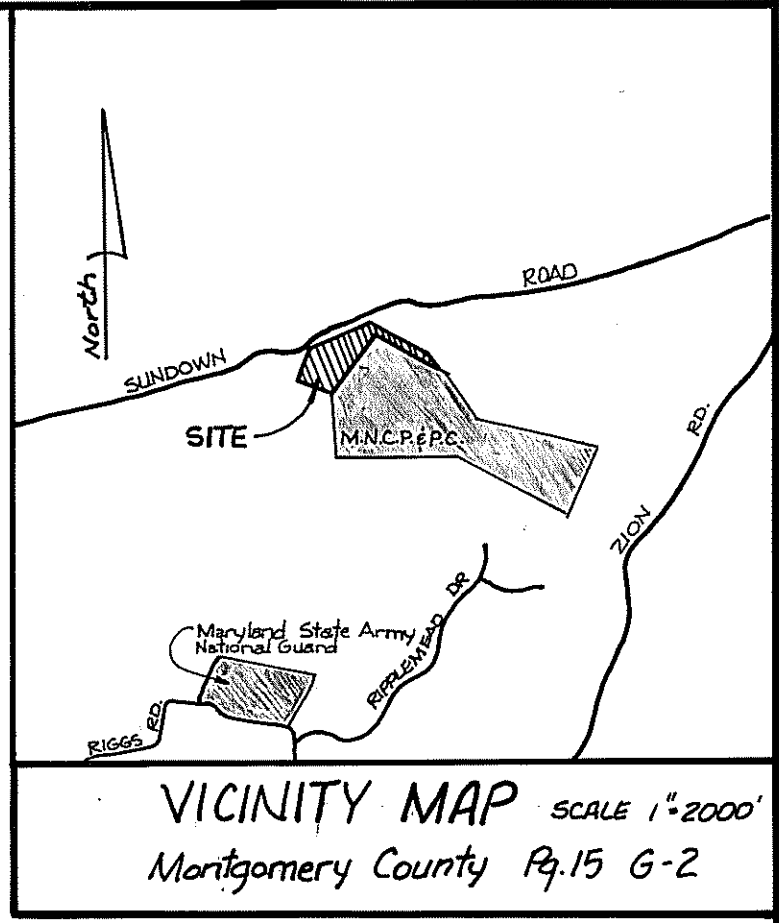 North
ROAD
SUNDOWN
SITE
M.N.C.P.&P.C.
RD.
ZION
Maryland State Army
National Guard
RIPPLEMEAD DR
RIGGS RD.
VICINITY MAP SCALE 1"=2000'
Montgomery County Pg.15 G-2